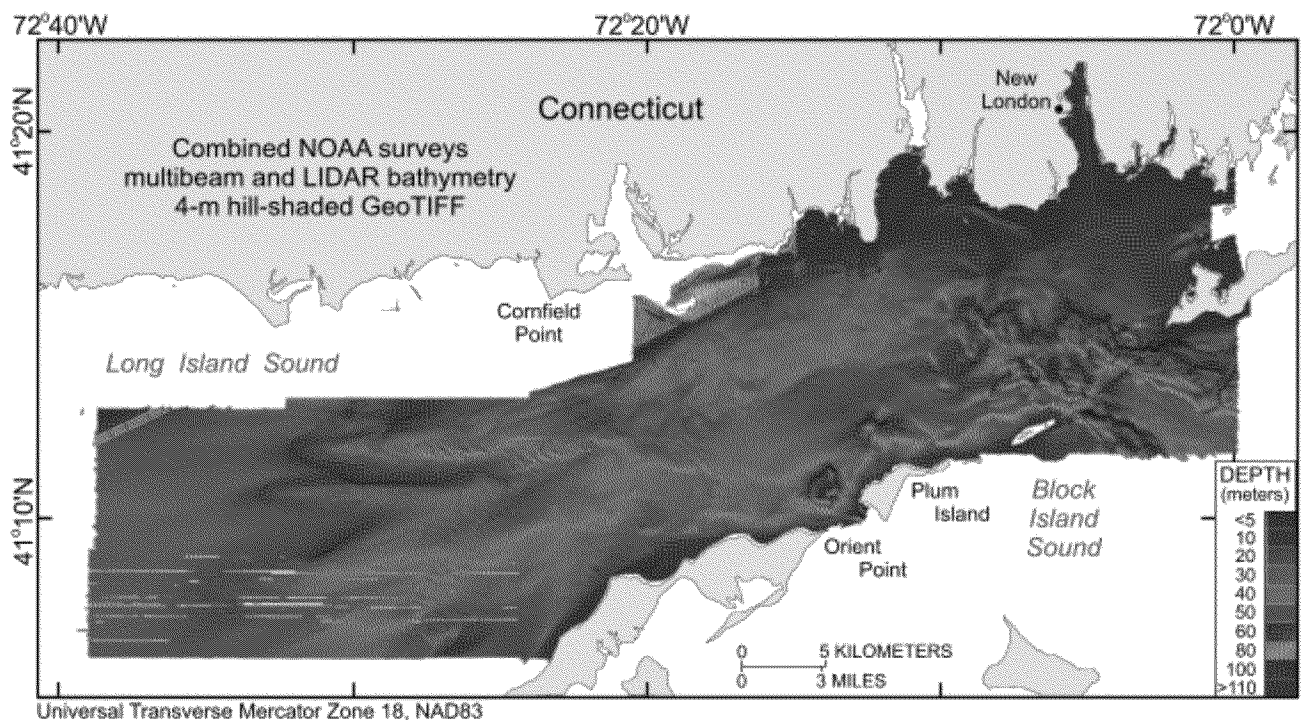 72°40'W
72°20'W
72°0'W
41°20'N
41°10'N
Connecticut
New
London
Combined NOAA surveys
multibeam and LIDAR bathymetry
4-m hill-shaded GeoTIFF
Cornfield
Point
Long Island Sound
Plum
Island
Block
Island
Sound
Orient
Point
DEPTH
(meters)
<5
10
20
30
40
50
60
80
100
>110
0 5 KILOMETERS
0 3 MILES
Universal Transverse Mercator Zone 18, NAD83